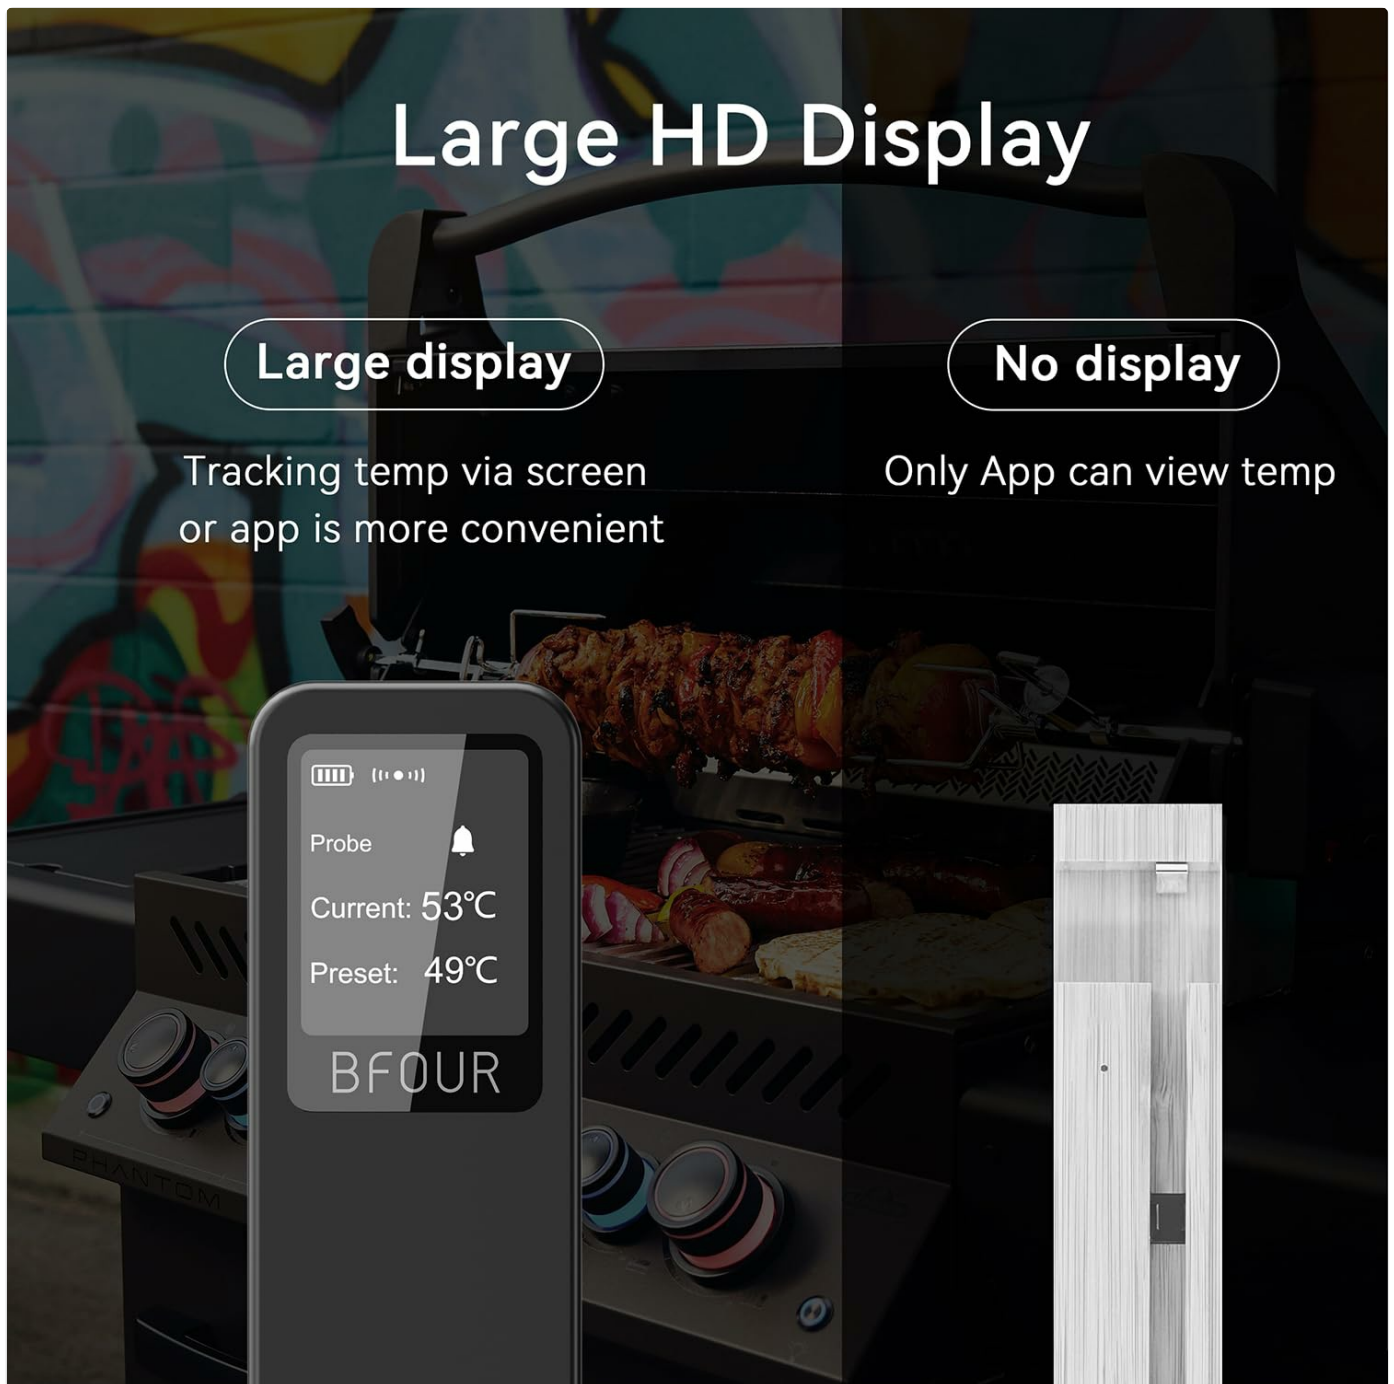 Large HD Display
Large display
Tracking temp via screen
or app is more convenient
No display
Only App can view temp
Probe
Current: 53℃
Preset: 49℃
BFOUR
PHANTOM